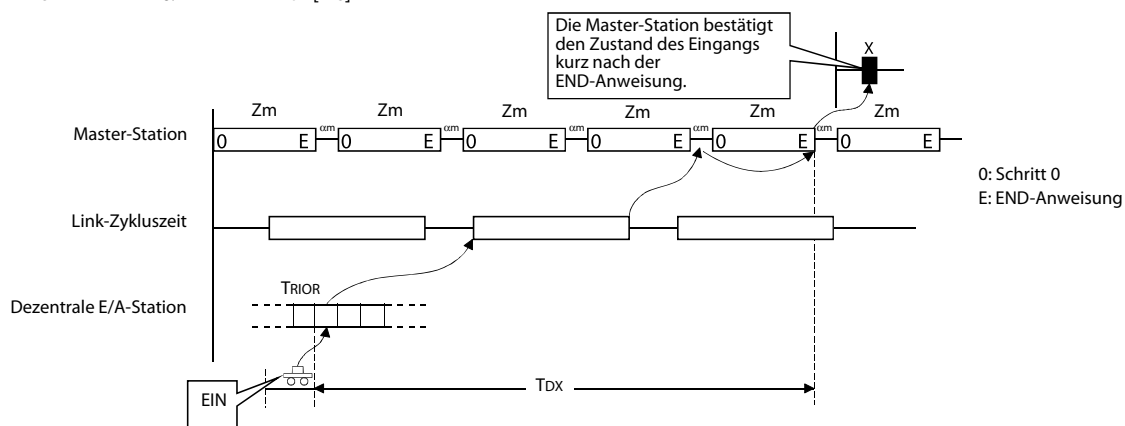 Die Master-Station bestätigt
den Zustand des Eingangs
kurz nach der
END-Anweisung.
X
Zm Zm Zm Zm Zm Zm
Master-Station
0 E αm 0 E αm 0 E αm 0 E αm 0 E αm 0 E
0: Schritt 0
E: END-Anweisung
Link-Zykluszeit
TRIOR
Dezentrale E/A-Station
TDX
EIN